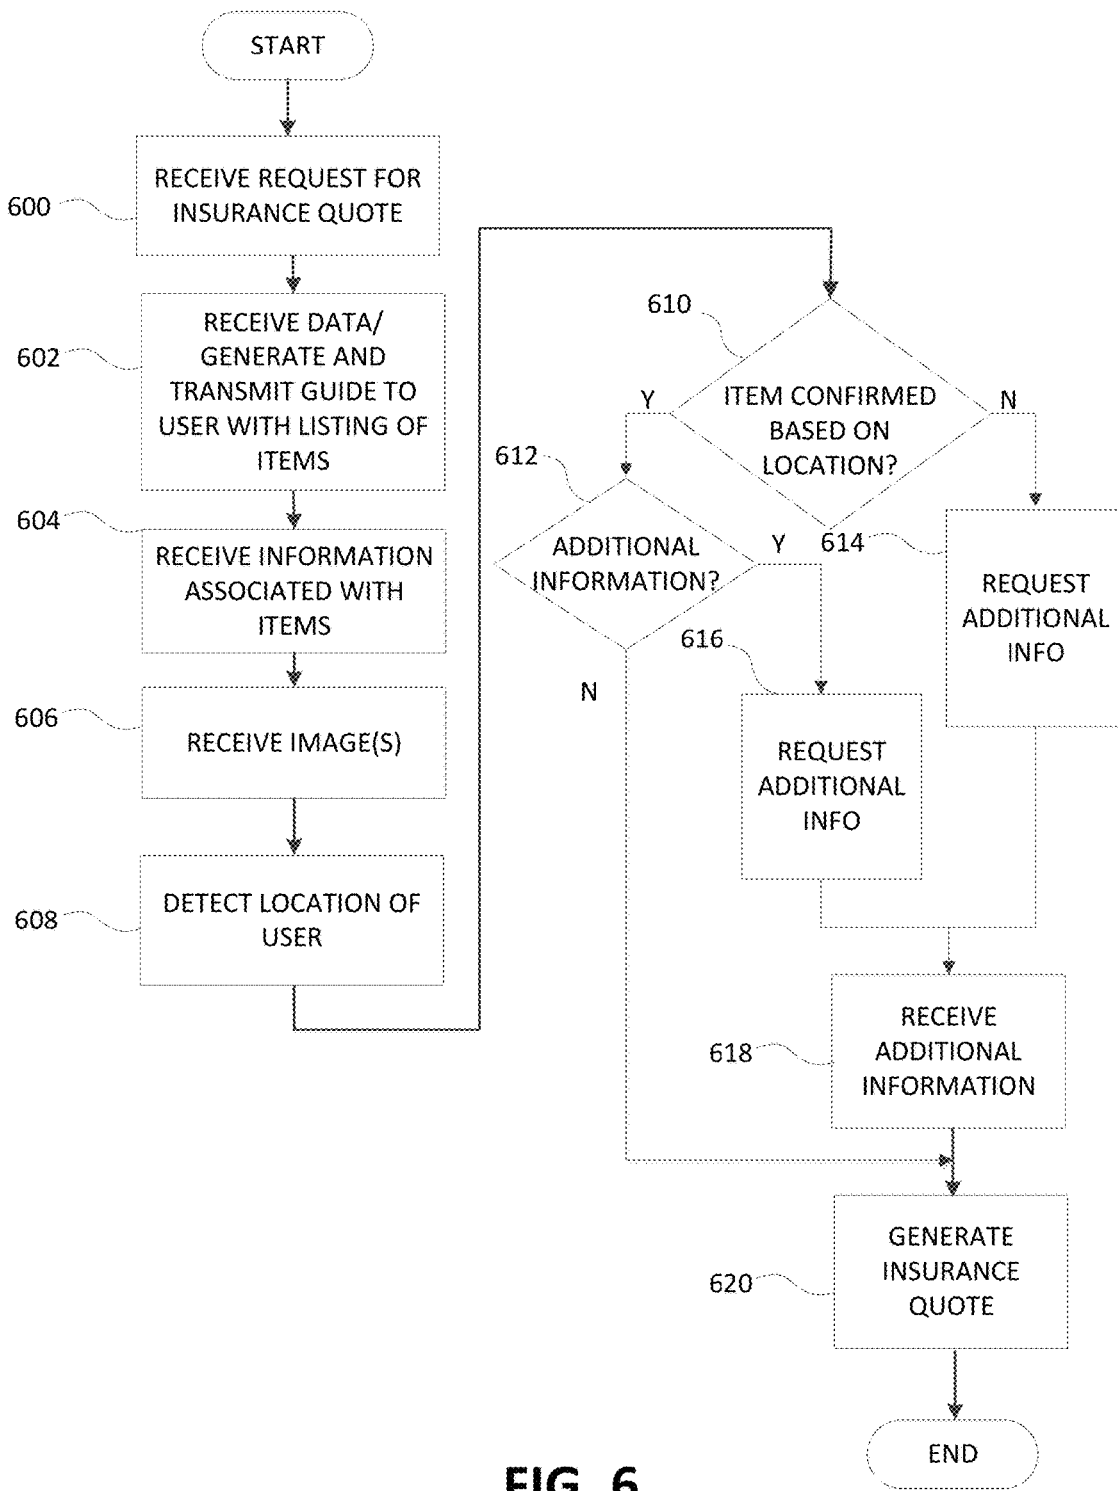 START
600
RECEIVE REQUEST FOR
INSURANCE QUOTE
602
RECEIVE DATA/
GENERATE AND
TRANSMIT GUIDE TO
USER WITH LISTING OF
ITEMS
604
RECEIVE INFORMATION
ASSOCIATED WITH
ITEMS
606
RECEIVE IMAGE(S)
608
DETECT LOCATION OF
USER
610
ITEM CONFIRMED
BASED ON
LOCATION?
Y
N
612
ADDITIONAL
INFORMATION?
Y
N
614
REQUEST
ADDITIONAL
INFO
616
REQUEST
ADDITIONAL
INFO
618
RECEIVE
ADDITIONAL
INFORMATION
620
GENERATE
INSURANCE
QUOTE
END
FIG. 6